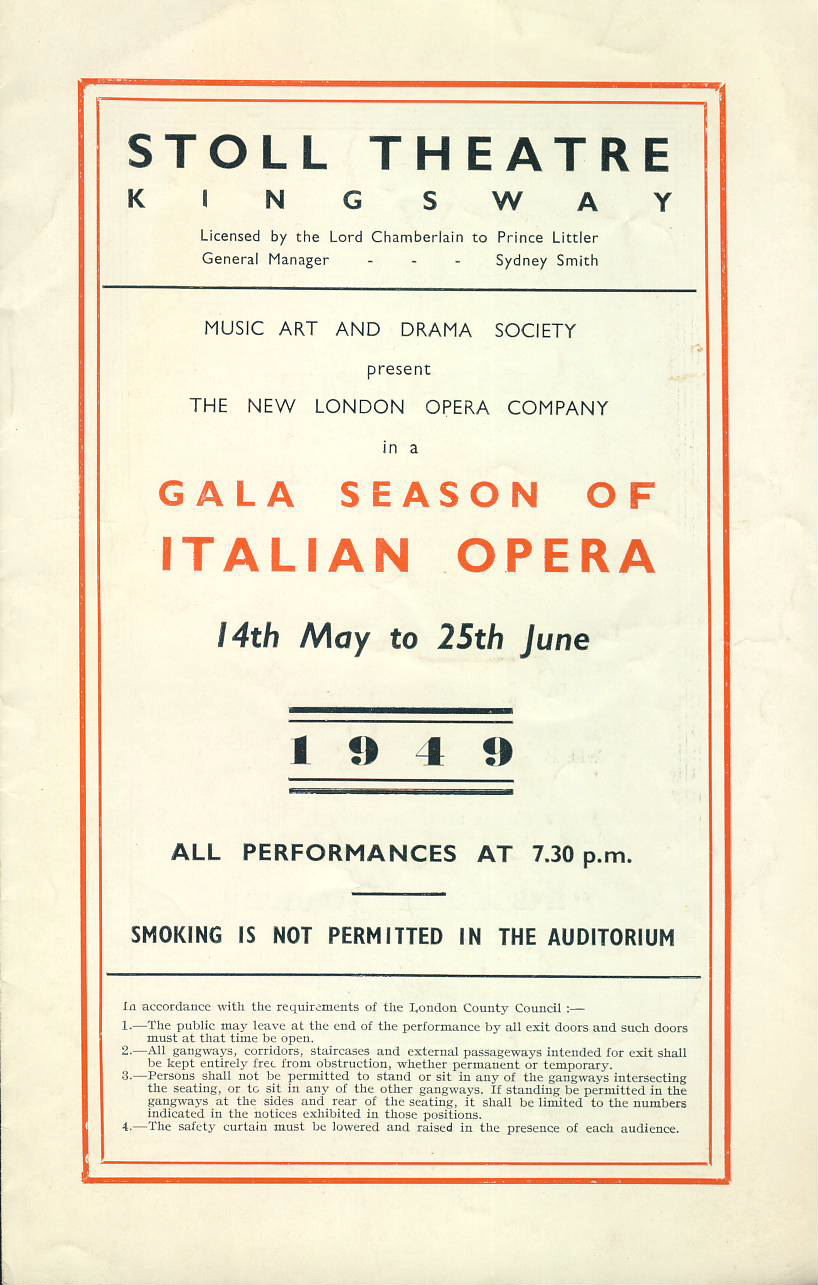 STOLL THEATRE
KINGSWAY
Licensed by the Lord Chamberlain to Prince Littler
General Manager - - - Sydney Smith
MUSIC ART AND DRAMA SOCIETY
present
THE NEW LONDON OPERA COMPANY
in a
GALA SEASON OF
ITALIAN OPERA
14th May to 25th June
1949
ALL PERFORMANCES AT 7.30 p.m.
SMOKING IS NOT PERMITTED IN THE AUDITORIUM
In accordance with the requirements of the London County Council :—
1.—The public may leave at the end of the performance by all exit doors and such doors
must at that time be open.
2.—All gangways, corridors, staircases and external passageways intended for exit shall
be kept entirely free from obstruction, whether permanent or temporary.
3.—Persons shall not be permitted to stand or sit in any of the gangways intersecting
the seating, or to sit in any of the other gangways. If standing be permitted in the
gangways at the sides and rear of the seating, it shall be limited to the numbers
indicated in the notices exhibited in those positions.
4.—The safety curtain must be lowered and raised in the presence of each audience.